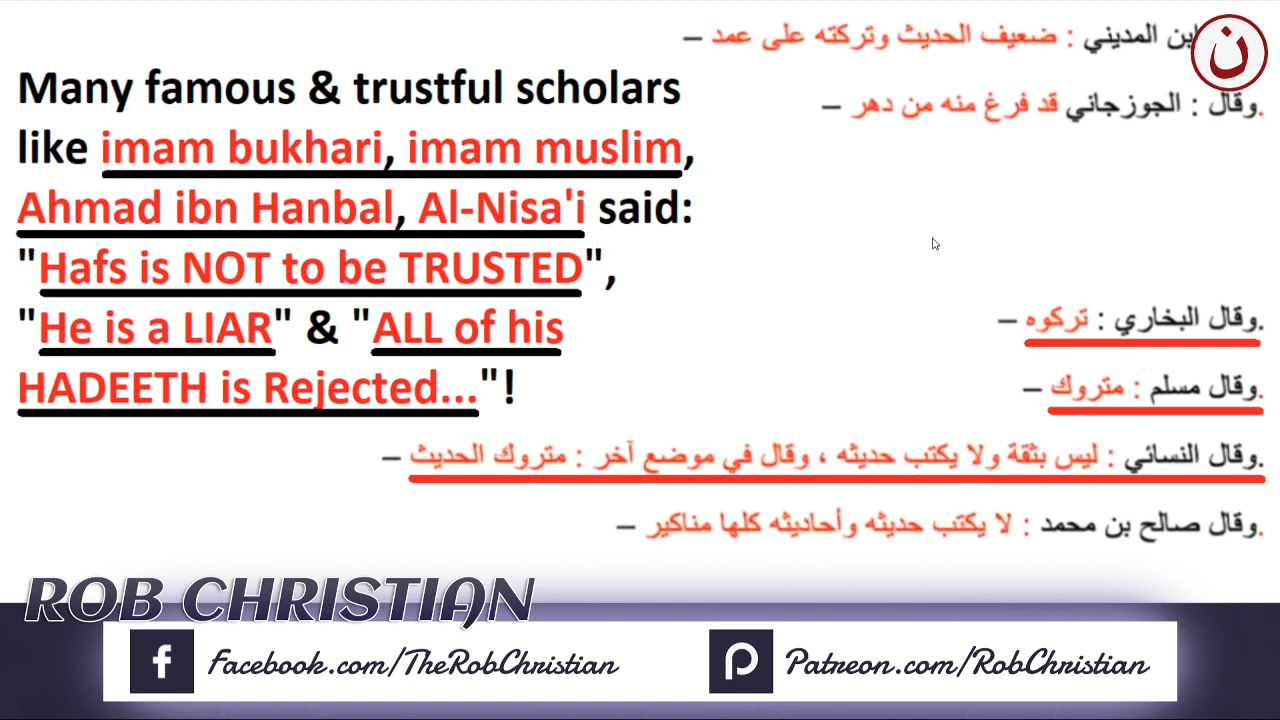 ابن المديني : ضعيف الحديث وتركته على عمد –
ن
.وقال : الجوزجاني قد فرغ منه من دهر –
Many famous & trustful scholars
like imam bukhari, imam muslim,
Ahmad ibn Hanbal, Al-Nisa'i said:
"Hafs is NOT to be TRUSTED",
"He is a LIAR" & "ALL of his
HADEETH is Rejected..."!
.وقال البخاري : تركوه –
.وقال مسلم : متروك –
.وقال النسائي : ليس بثقة ولا يكتب حديثه ، وقال في موضع آخر : متروك الحديث –
.وقال صالح بن محمد : لا يكتب حديثه وأحاديثه كلها مناكير –
ROB CHRISTIAN
Facebook.com/TheRobChristian
Patreon.com/RobChristian